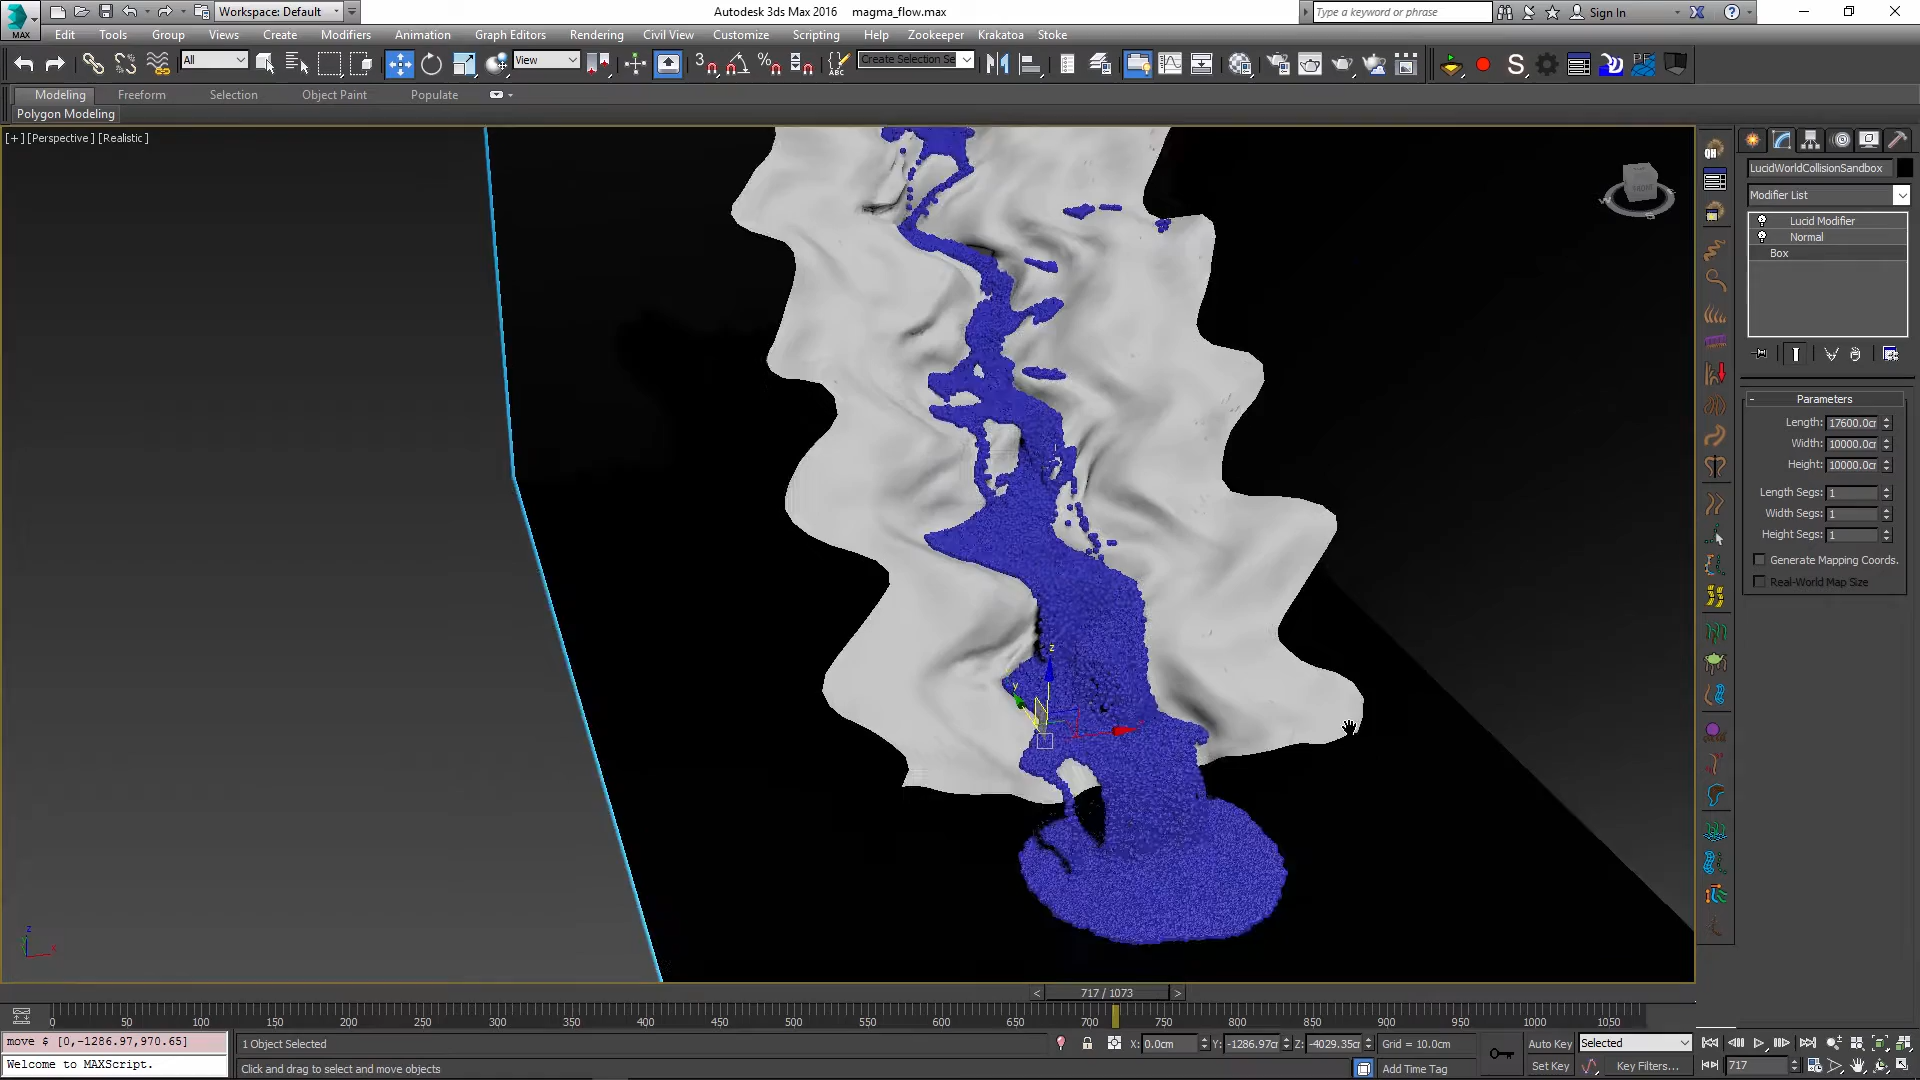 Workspace: Default
Autodesk 3ds Max 2016 magma_flow.max
Type a keyword or phrase
Sign In
MAX
Edit Tools Group Views Create Modifiers Animation Graph Editors Rendering Civil View Customize Scripting Help Zookeeper Krakatoa Stoke
All
View
Create Selection Se
Modeling Freeform Selection Object Paint Populate
Polygon Modeling
[+] [Perspective] [Realistic]
LucidWorldCollisionSandbox
Modifier List
Lucid Modifier
Normal
Box
Parameters
Length: 17600.0cr
Width: 10000.0cr
Height: 10000.0cr
Length Segs: 1
Width Segs: 1
Height Segs: 1
Generate Mapping Coords.
Real-World Map Size
< 717 / 1073 >
0 50 100 150 200 250 300 350 400 450 500 550 600 650 700 750 800 850 900 950 1000 1050
move $ [0,-1286.97,970.65]
Welcome to MAXScript.
1 Object Selected
Click and drag to select and move objects
X: 0.0cm Y: -1286.97cr Z: -4029.35cr
Grid = 10.0cm
Add Time Tag
Auto Key Selected
Set Key Key Filters...
717